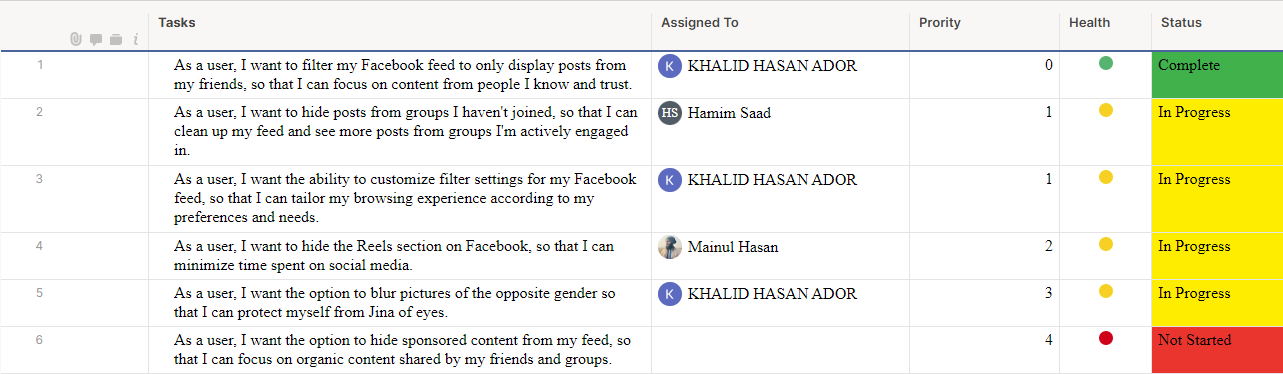 Tasks Assigned To Prority Health Status
1 As a user, I want to filter my Facebook feed to only display posts from K KHALID HASAN ADOR 0 Complete
my friends, so that I can focus on content from people I know and trust.
2 As a user, I want to hide posts from groups I haven't joined, so that I can HS Hamim Saad 1 In Progress
clean up my feed and see more posts from groups I'm actively engaged
in.
3 As a user, I want the ability to customize filter settings for my Facebook K KHALID HASAN ADOR 1 In Progress
feed, so that I can tailor my browsing experience according to my
preferences and needs.
4 As a user, I want to hide the Reels section on Facebook, so that I can Mainul Hasan 2 In Progress
minimize time spent on social media.
5 As a user, I want the option to blur pictures of the opposite gender so K KHALID HASAN ADOR 3 In Progress
that I can protect myself from Jina of eyes.
6 As a user, I want the option to hide sponsored content from my feed, so 4 Not Started
that I can focus on organic content shared by my friends and groups.